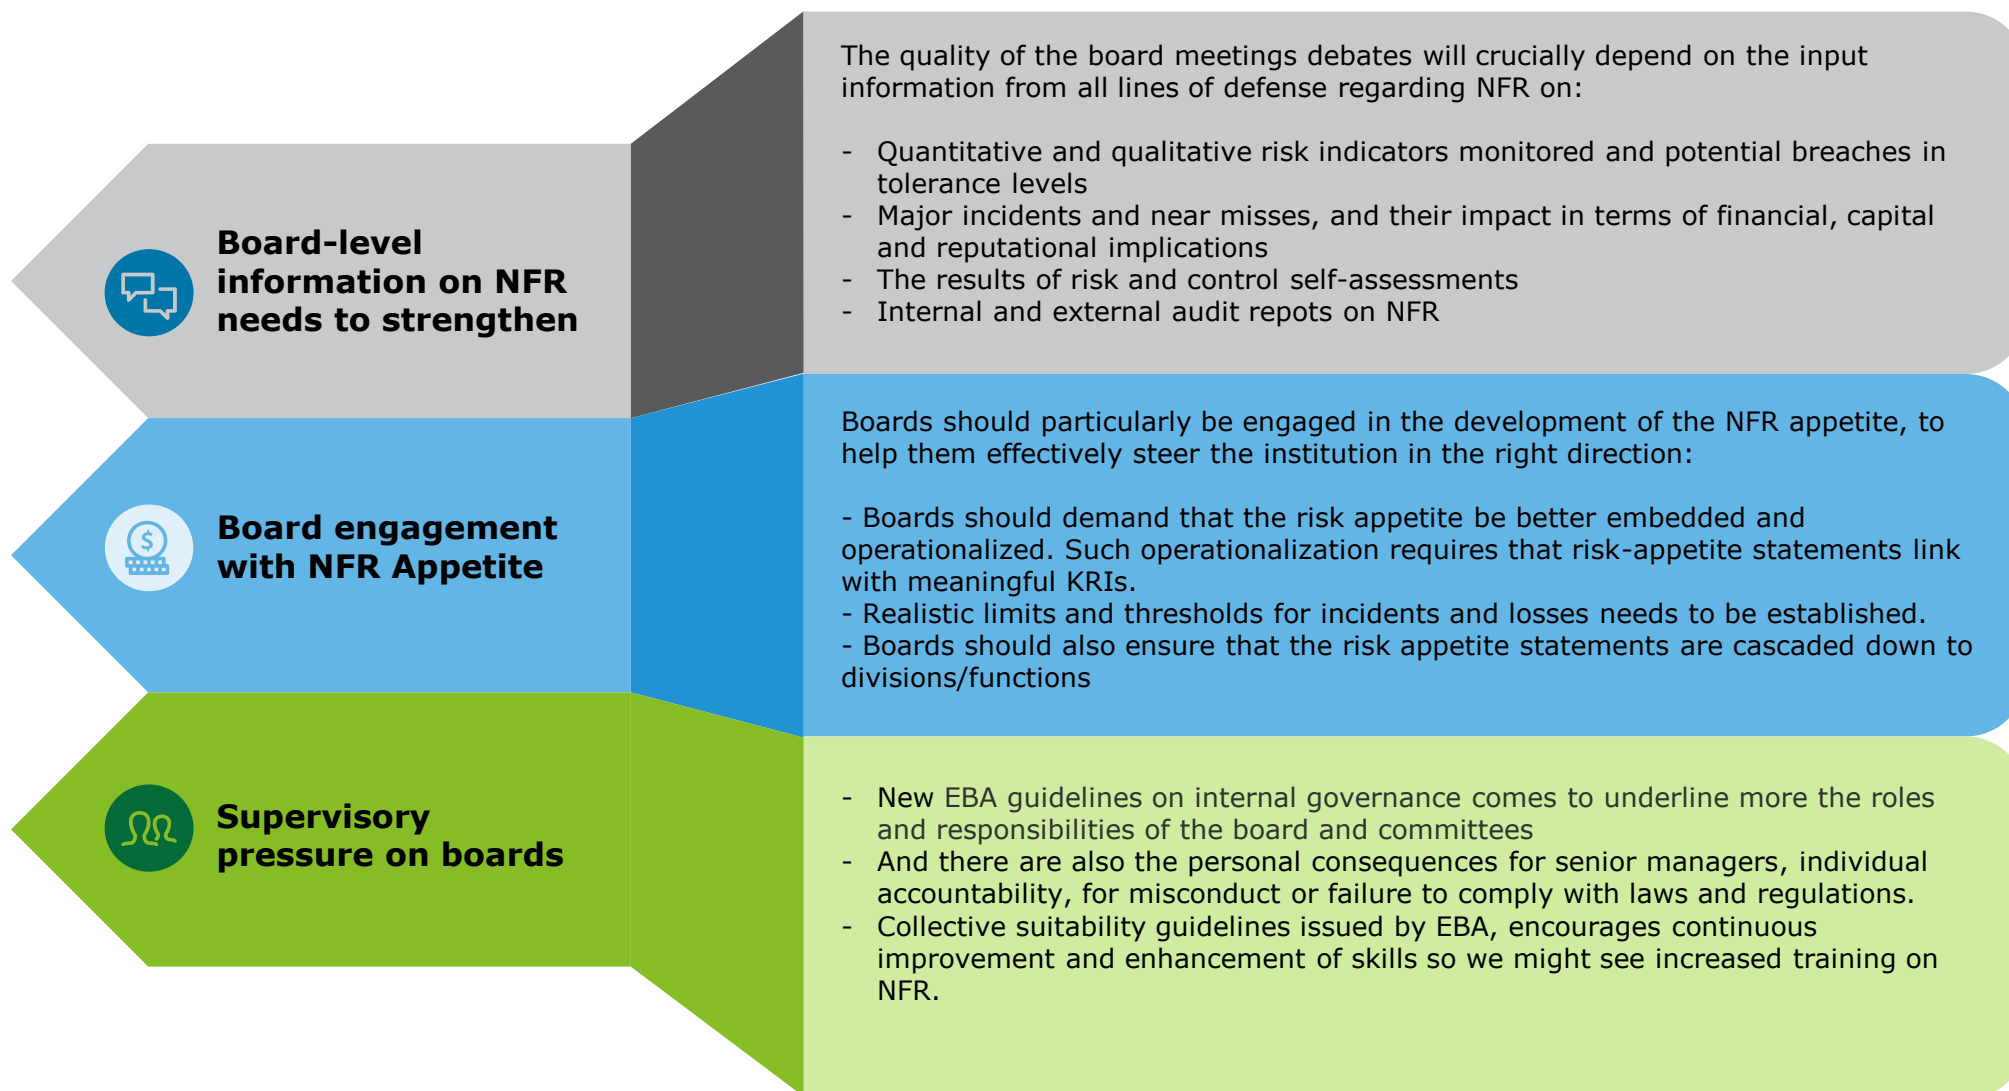 Board-level
information on NFR
needs to strengthen
The quality of the board meetings debates will crucially depend on the input
information from all lines of defense regarding NFR on:
- Quantitative and qualitative risk indicators monitored and potential breaches in
tolerance levels
- Major incidents and near misses, and their impact in terms of financial, capital
and reputational implications
- The results of risk and control self-assessments
- Internal and external audit repots on NFR
Board engagement
with NFR Appetite
$
Boards should particularly be engaged in the development of the NFR appetite, to
help them effectively steer the institution in the right direction:
- Boards should demand that the risk appetite be better embedded and
operationalized. Such operationalization requires that risk-appetite statements link
with meaningful KRIs.
- Realistic limits and thresholds for incidents and losses needs to be established.
- Boards should also ensure that the risk appetite statements are cascaded down to
divisions/functions
Supervisory
pressure on boards
- New EBA guidelines on internal governance comes to underline more the roles
and responsibilities of the board and committees
- And there are also the personal consequences for senior managers, individual
accountability, for misconduct or failure to comply with laws and regulations.
- Collective suitability guidelines issued by EBA, encourages continuous
improvement and enhancement of skills so we might see increased training on
NFR.